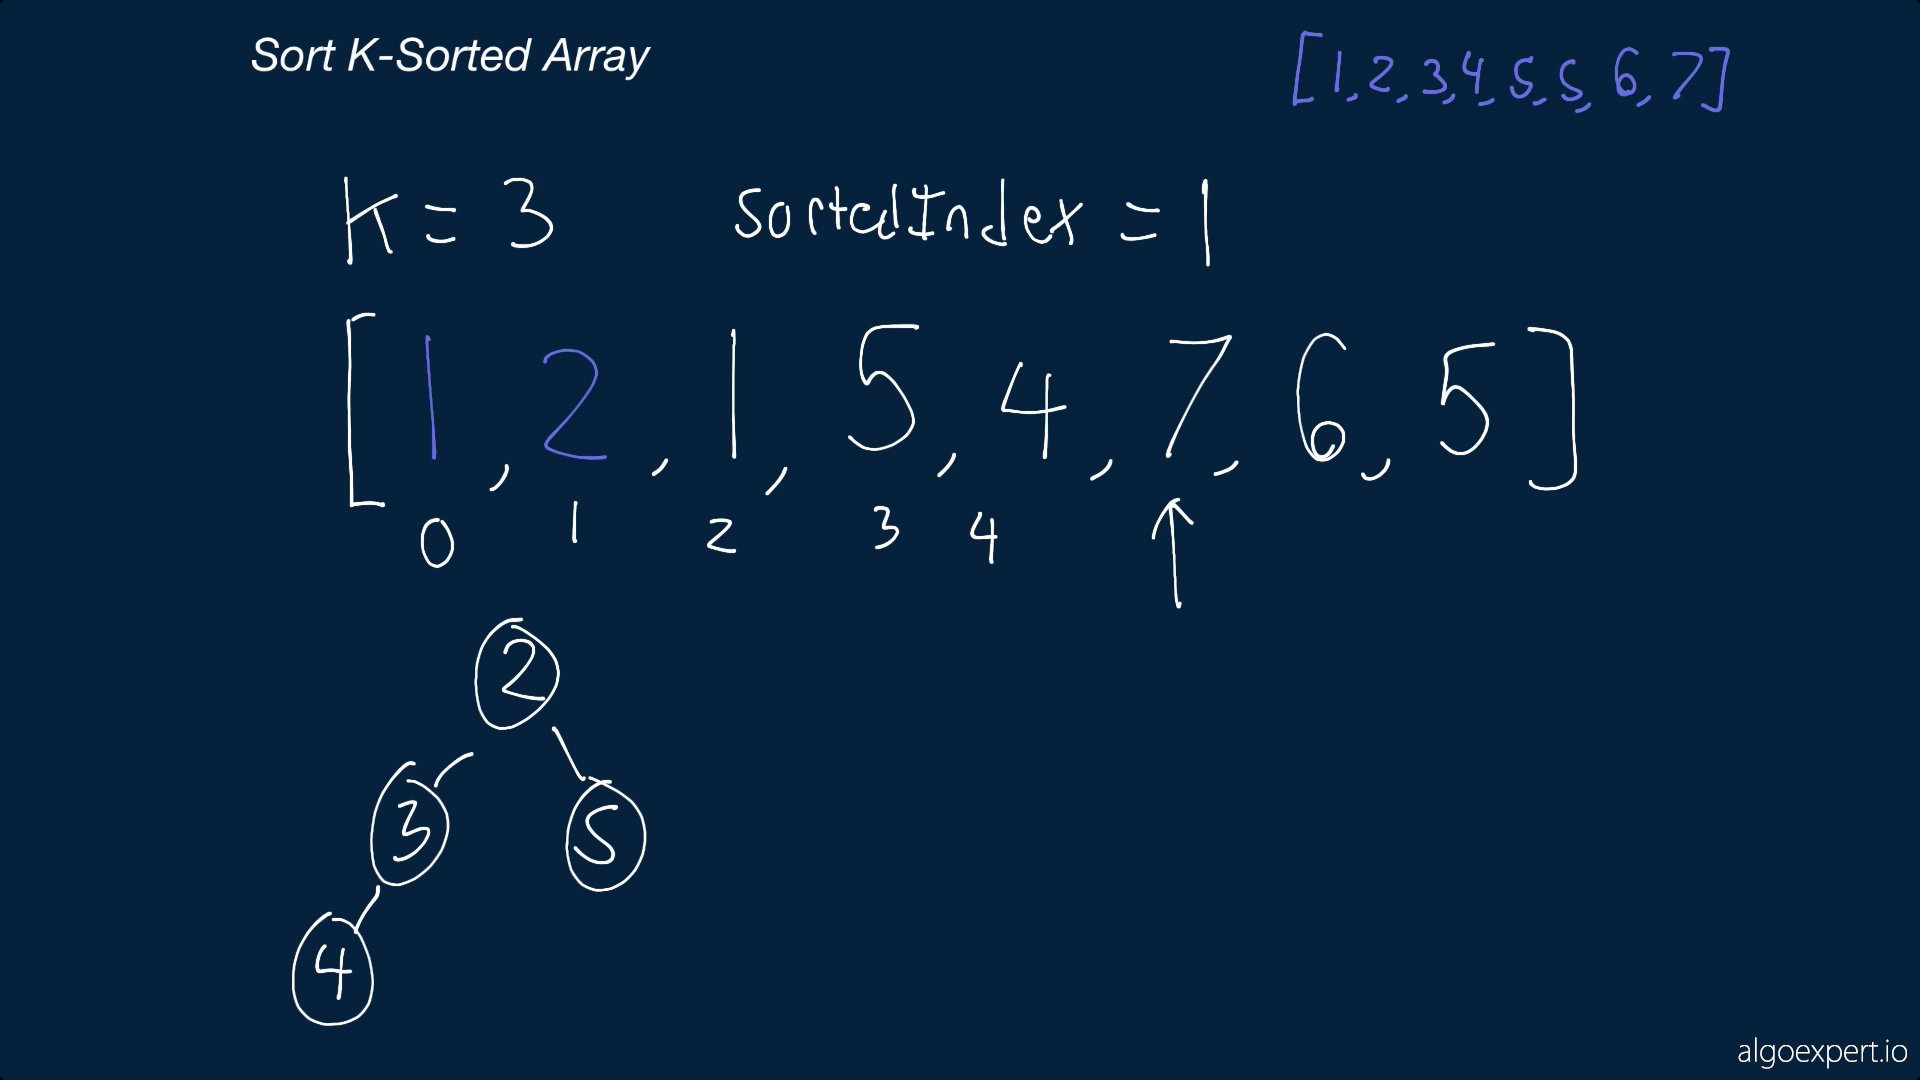 Sort K-Sorted Array
[1, 2, 3, 4, 5, 5, 6, 7]
K = 3 sortedIndex = 1
[1, 2, 1, 5, 4, 7, 6, 5]
0 1 2 3 4
2
3 5
4
algoexpert.io